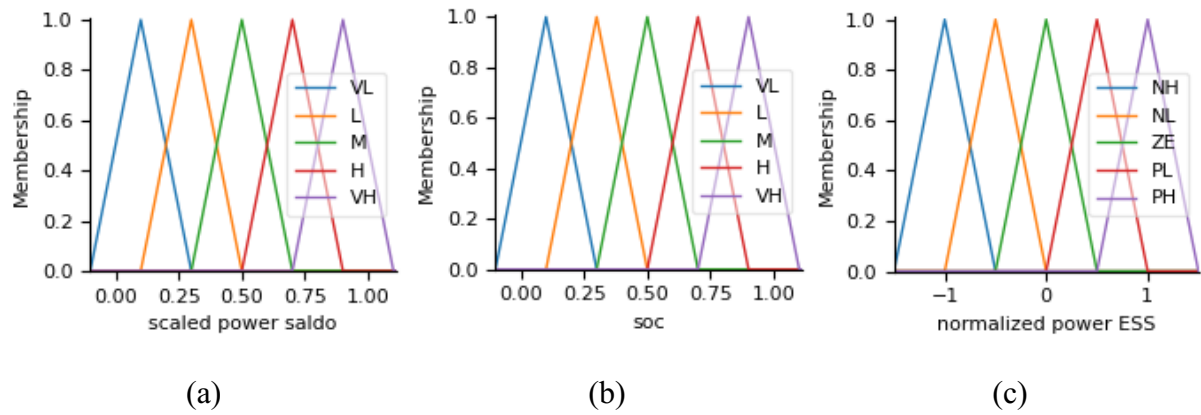 Membership
1.0
0.8
0.6
0.4
0.2
0.0
VL
L
M
H
VH
0.00 0.25 0.50 0.75 1.00
scaled power saldo
(a)
Membership
1.0
0.8
0.6
0.4
0.2
0.0
VL
L
M
H
VH
0.00 0.25 0.50 0.75 1.00
soc
(b)
Membership
1.0
0.8
0.6
0.4
0.2
0.0
NH
NL
ZE
PL
PH
−1 0 1
normalized power ESS
(c)